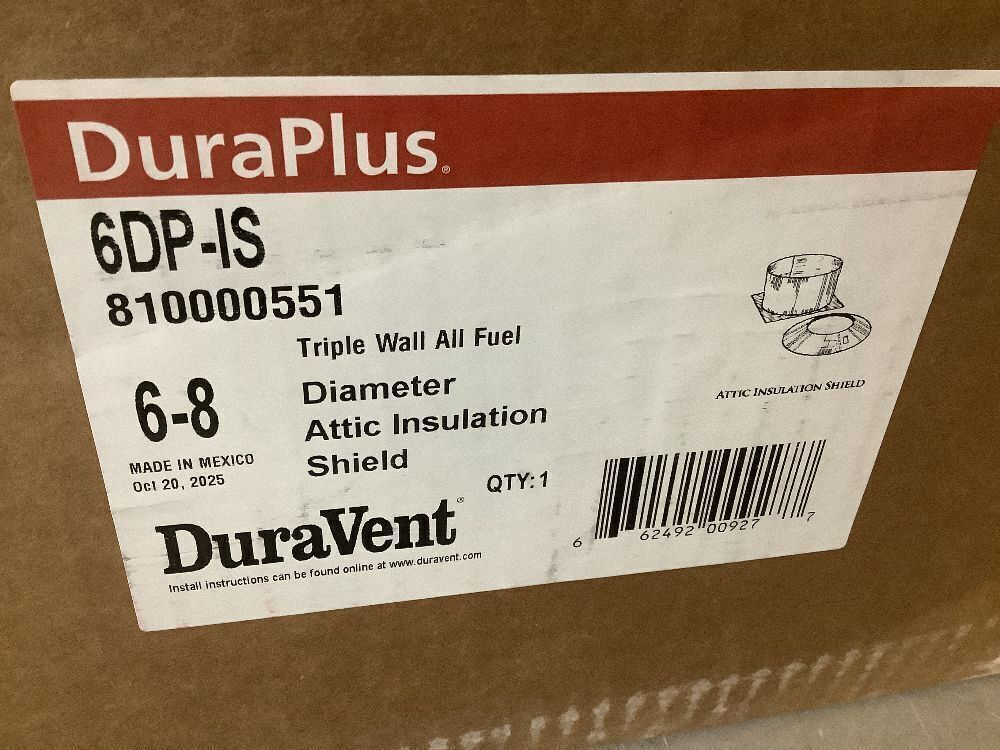 DuraPlus®
6DP-IS
810000551
Triple Wall All Fuel
6-8
Diameter
Attic Insulation
Shield
MADE IN MEXICO
Oct 20, 2025
QTY: 1
DuraVent®
Install instructions can be found online at www.duravent.com
ATTIC INSULATION SHIELD
6 62492 00927 7